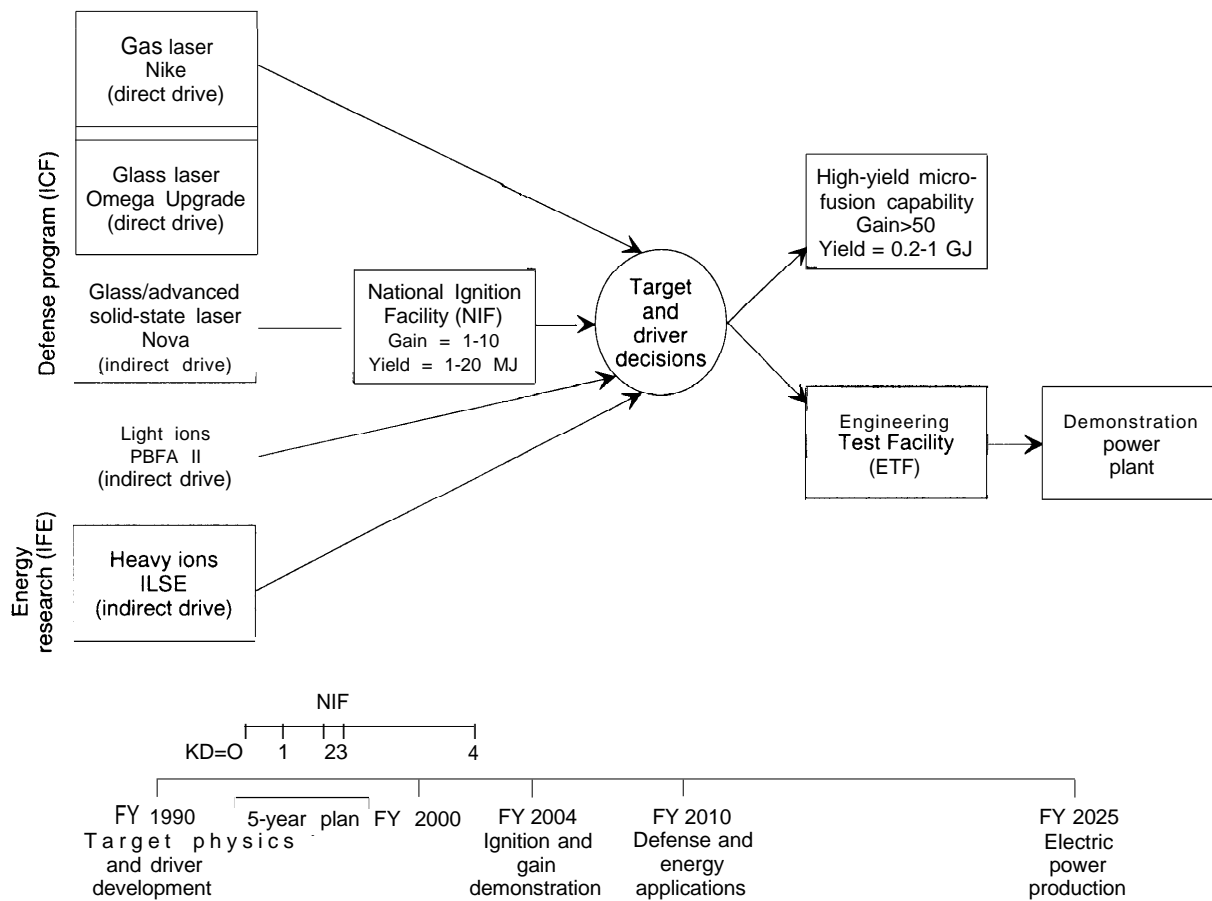 Defense program (ICF)
Gas laser
Nike
(direct drive)
Glass laser
Omega Upgrade
(direct drive)
Glass/advanced
solid-state laser
Nova
(indirect drive)
Light ions
PBFA II
(indirect drive)
Energy
research (IFE)
Heavy ions
ILSE
(indirect drive)
National Ignition
Facility (NIF)
Gain = 1-10
Yield = 1-20 MJ
Target
and
driver
decisions
High-yield micro-
fusion capability
Gain>50
Yield = 0.2-1 GJ
Engineering
Test Facility
(ETF)
Demonstration
power
plant
NIF
KD=O 1 23 4
FY 1990 5-year plan FY 2000 FY 2004 FY 2010 FY 2025
Target physics
and driver
development
Ignition and
gain
demonstration
Defense and
energy
applications
Electric
power
production